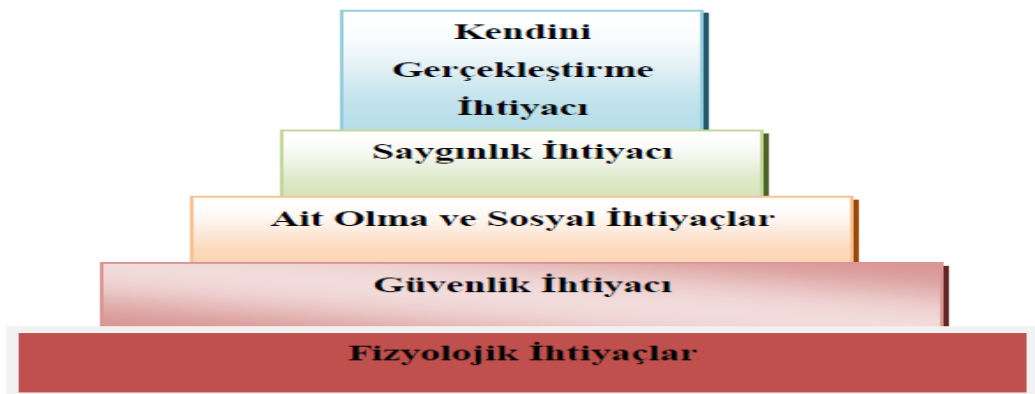 Kendini
Gerçekleştirme
İhtiyacı
Saygınlık İhtiyacı
Ait Olma ve Sosyal İhtiyaçlar
Güvenlik İhtiyacı
Fizyolojik İhtiyaçlar